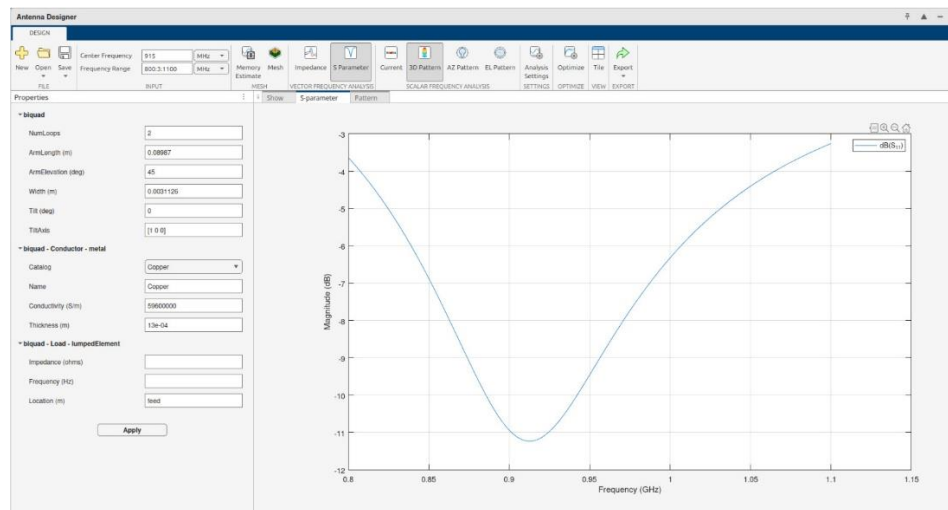 Antenna Designer
DESIGN
New Open Save
FILE
Center Frequency 915 MHz
Frequency Range 800:3:1100 MHz
INPUT
Memory Estimate Mesh
MESH
Impedance S Parameter
VECTOR FREQUENCY ANALYSIS
Current 3D Pattern AZ Pattern EL Pattern
SCALAR FREQUENCY ANALYSIS
Analysis Settings
SETTINGS
Optimize
OPTIMIZE
Tile
VIEW
Export
EXPORT
Properties
Show S-parameter Pattern
biquad
NumLoops 2
ArmLength (m) 0.08987
ArmElevation (deg) 45
Width (m) 0.0031126
Tilt (deg) 0
TiltAxis [1 0 0]
biquad - Conductor - metal
Catalog Copper
Name Copper
Conductivity (S/m) 59600000
Thickness (m) 13e-04
biquad - Load - lumpedElement
Impedance (ohms)
Frequency (Hz)
Location (m) feed
Apply
dB(S11)
-3
-4
-5
-6
-7
-8
-9
-10
-11
-12
Magnitude (dB)
0.8 0.85 0.9 0.95 1 1.05 1.1 1.15
Frequency (GHz)